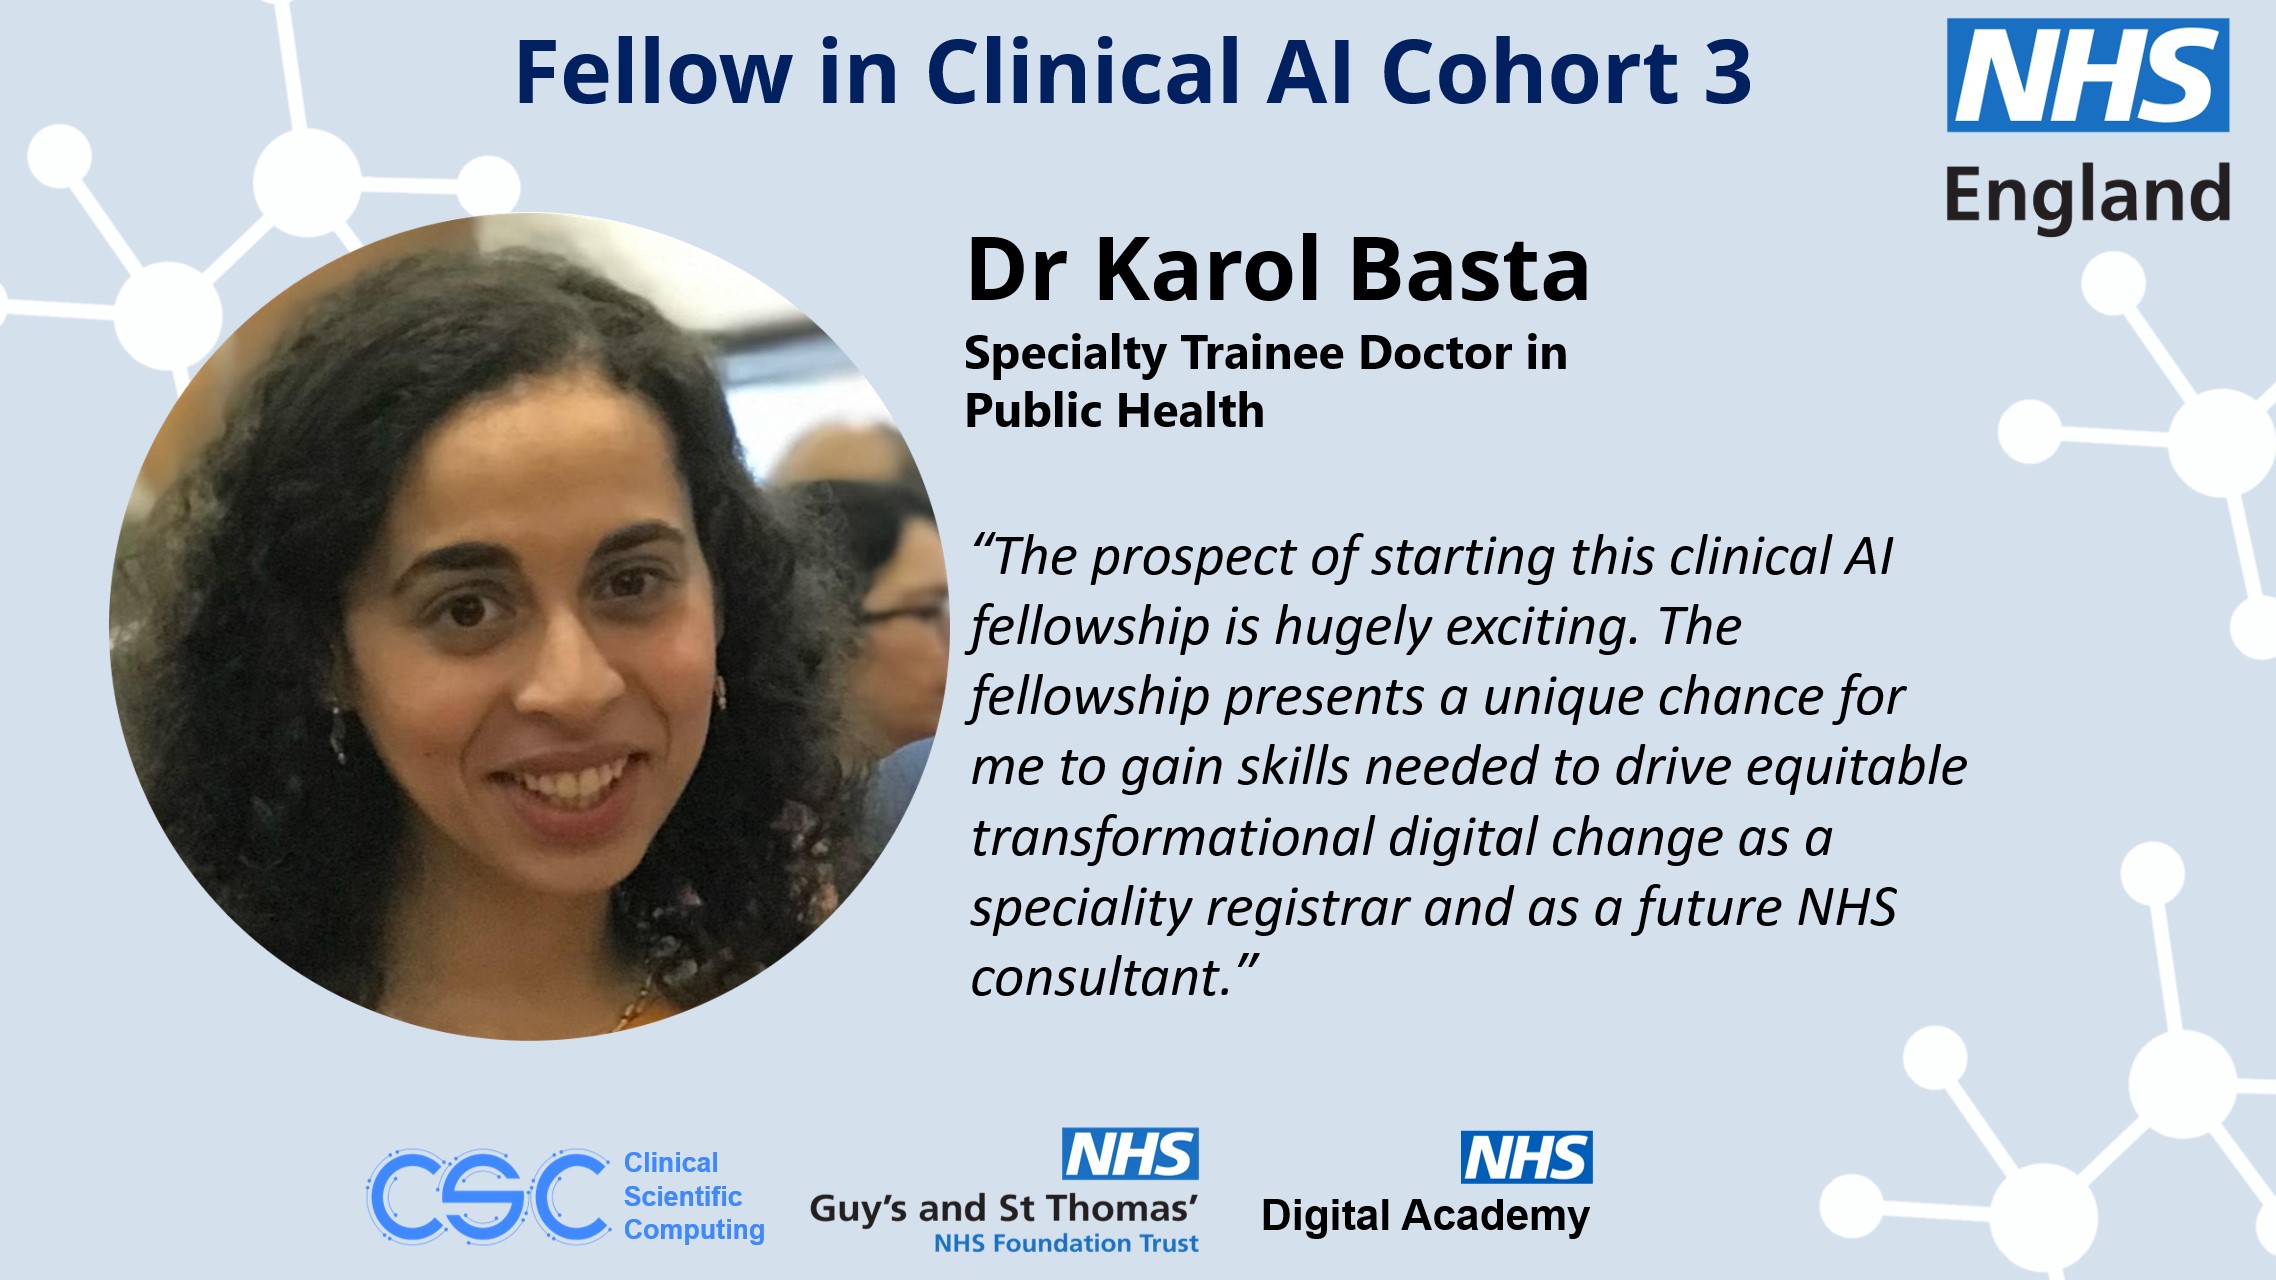 Fellow in Clinical AI Cohort 3
NHS
England
Dr Karol Basta
Specialty Trainee Doctor in
Public Health
“The prospect of starting this clinical AI
fellowship is hugely exciting. The
fellowship presents a unique chance for
me to gain skills needed to drive equitable
transformational digital change as a
speciality registrar and as a future NHS
consultant.”
CSC
Clinical
Scientific
Computing
NHS
Guy’s and St Thomas’
NHS Foundation Trust
NHS
Digital Academy